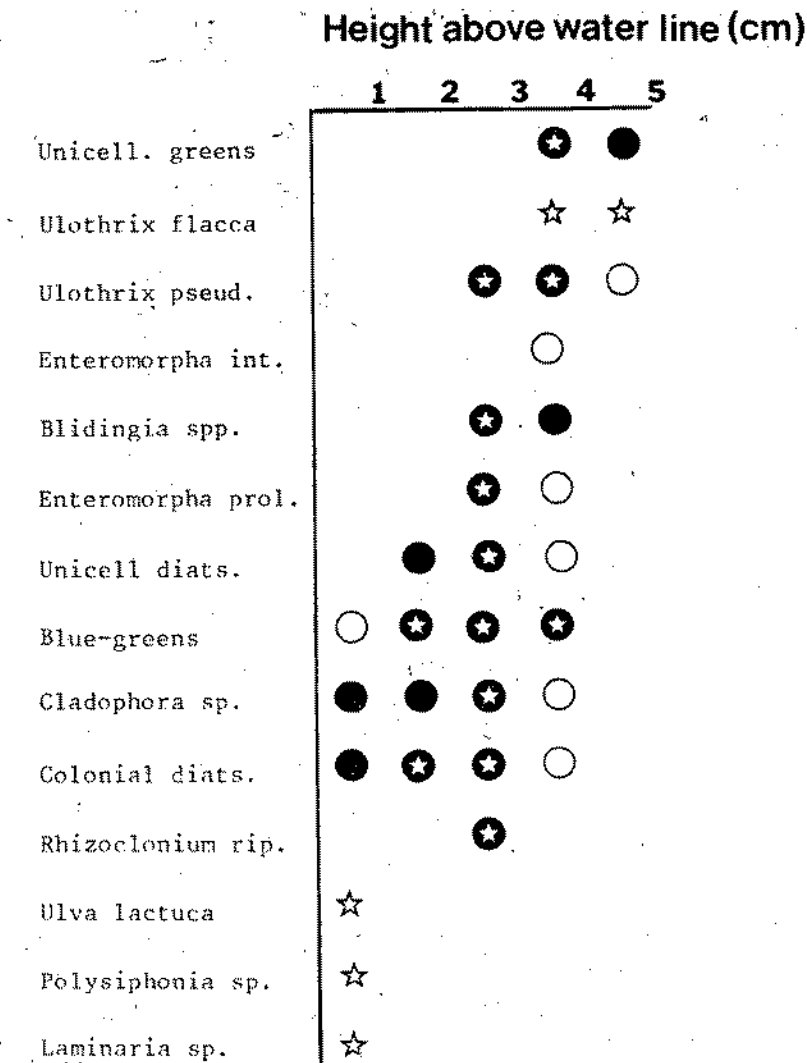 Height above water line (cm)
1 2 3 4 5
Unicell. greens
Ulothrix flacca
Ulothrix pseud.
Enteromorpha int.
Blidingia spp.
Enteromorpha prol.
Unicell diats.
Blue-greens
Cladophora sp.
Colonial diats.
Rhizoclonium rip.
Ulva lactuca
Polysiphonia sp.
Laminaria sp.